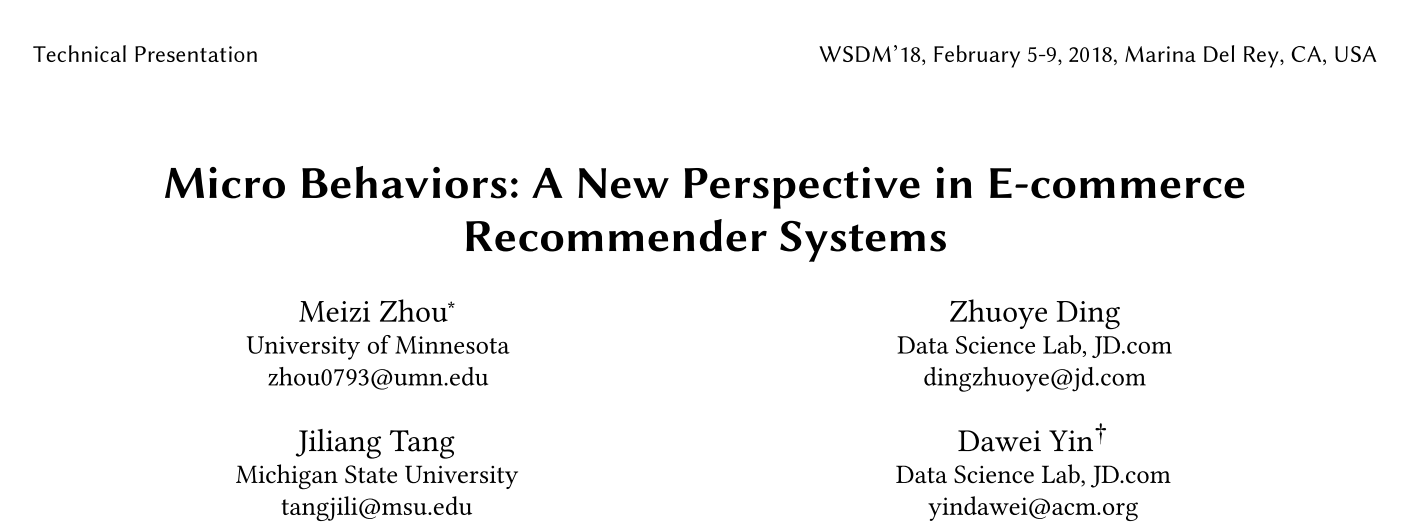 Technical Presentation
WSDM’18, February 5-9, 2018, Marina Del Rey, CA, USA
Micro Behaviors: A New Perspective in E-commerce
Recommender Systems
Meizi Zhou*
University of Minnesota
zhou0793@umn.edu
Zhuoye Ding
Data Science Lab, JD.com
dingzhuoye@jd.com
Jiliang Tang
Michigan State University
tangjili@msu.edu
Dawei Yin†
Data Science Lab, JD.com
yindawei@acm.org